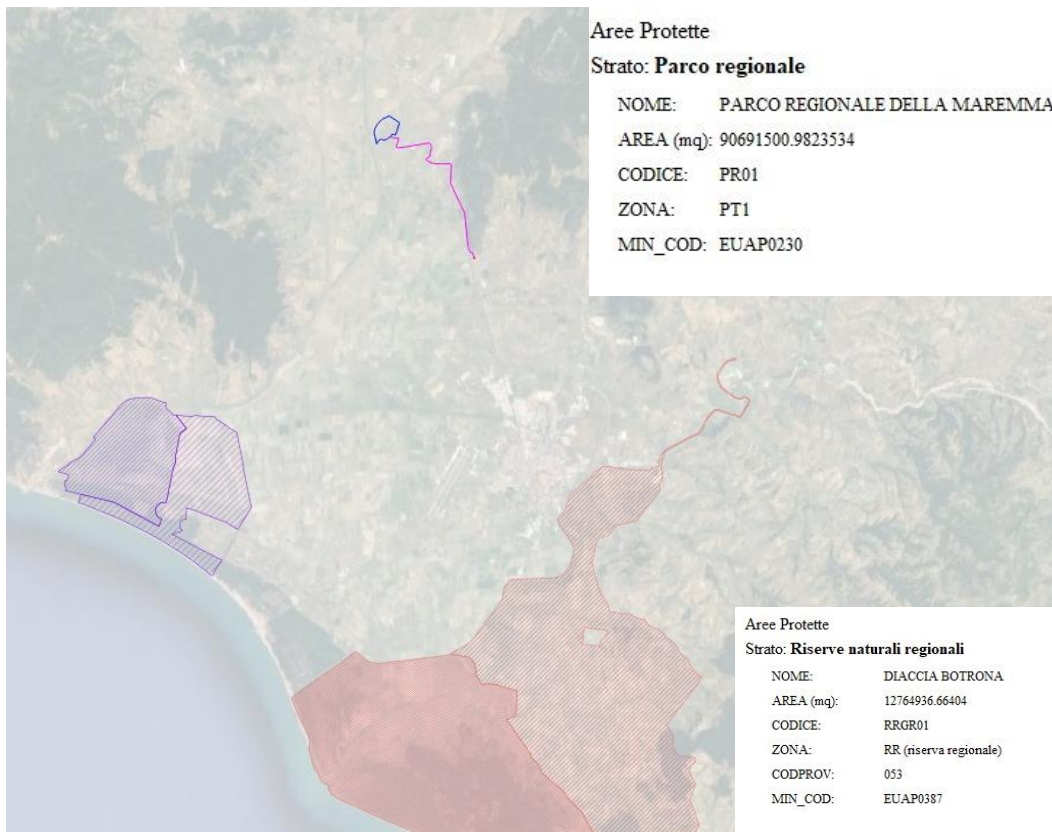 Aree Protette
Strato: Parco regionale
NOME: PARCO REGIONALE DELLA MAREMMA
AREA (mq): 90691500.9823534
CODICE: PR01
ZONA: PT1
MIN_COD: EUAP0230
Aree Protette
Strato: Riserve naturali regionali
NOME: DIACCIA BOTRONA
AREA (mq): 12764936.66404
CODICE: RRGR01
ZONA: RR (riserva regionale)
CODPROV: 053
MIN_COD: EUAP0387